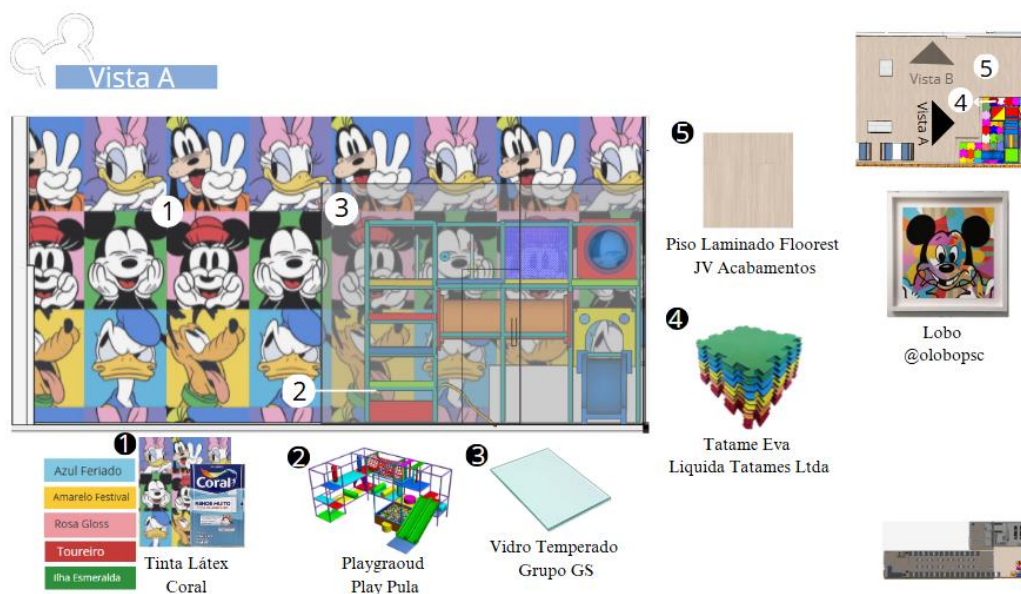 Vista A
1
3
2
5
Piso Laminado Floorest
JV Acabamentos
Vista B
5
4
Vista A
Lobo
@olobopsc
4
Tatame Eva
Liquida Tatames Ltda
1
Azul Feriado
Amarelo Festival
Rosa Gloss
Toureiro
Ilha Esmeralda
Coral
Tinta Látex
Coral
2
Playgraoud
Play Pula
3
Vidro Temperado
Grupo GS